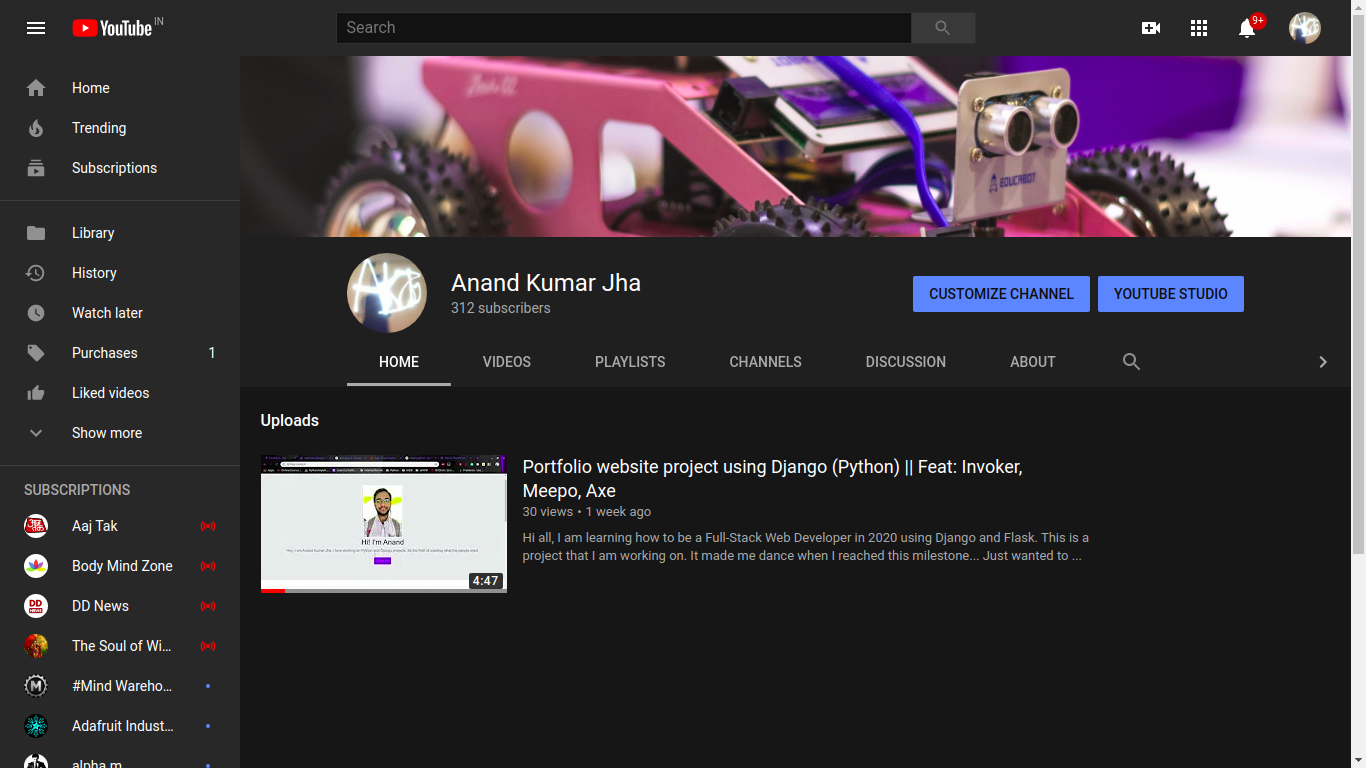 YouTube IN
Search
9+
Home
Trending
Subscriptions
Library
History
Watch later
Purchases 1
Liked videos
Show more
SUBSCRIPTIONS
Aaj Tak
Body Mind Zone
DD News
The Soul of Wi...
#Mind Wareho...
Adafruit Indust...
alpha m
EDUCABOT
Anand Kumar Jha
312 subscribers
CUSTOMIZE CHANNEL
YOUTUBE STUDIO
HOME VIDEOS PLAYLISTS CHANNELS DISCUSSION ABOUT
Uploads
Hi! I'm Anand
4:47
Portfolio website project using Django (Python) || Feat: Invoker,
Meepo, Axe
30 views • 1 week ago
Hi all, I am learning how to be a Full-Stack Web Developer in 2020 using Django and Flask. This is a
project that I am working on. It made me dance when I reached this milestone... Just wanted to ...